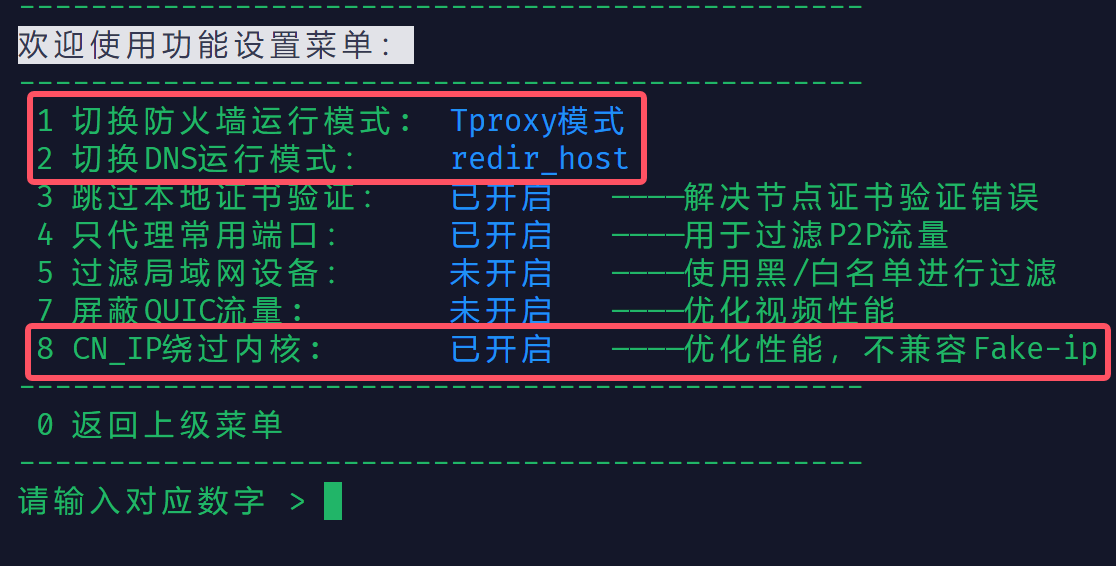 -----------------------------------------------
欢迎使用功能设置菜单：
-----------------------------------------------
1 切换防火墙运行模式: Tproxy模式
2 切换DNS运行模式: redir_host
3 跳过本地证书验证: 已开启 ————解决节点证书验证错误
4 只代理常用端口: 已开启 ————用于过滤P2P流量
5 过滤局域网设备: 未开启 ————使用黑/白名单进行过滤
7 屏蔽QUIC流量: 未开启 ————优化视频性能
8 CN_IP绕过内核: 已开启 ————优化性能，不兼容Fake-ip
-----------------------------------------------
0 返回上级菜单
-----------------------------------------------
请输入对应数字 >